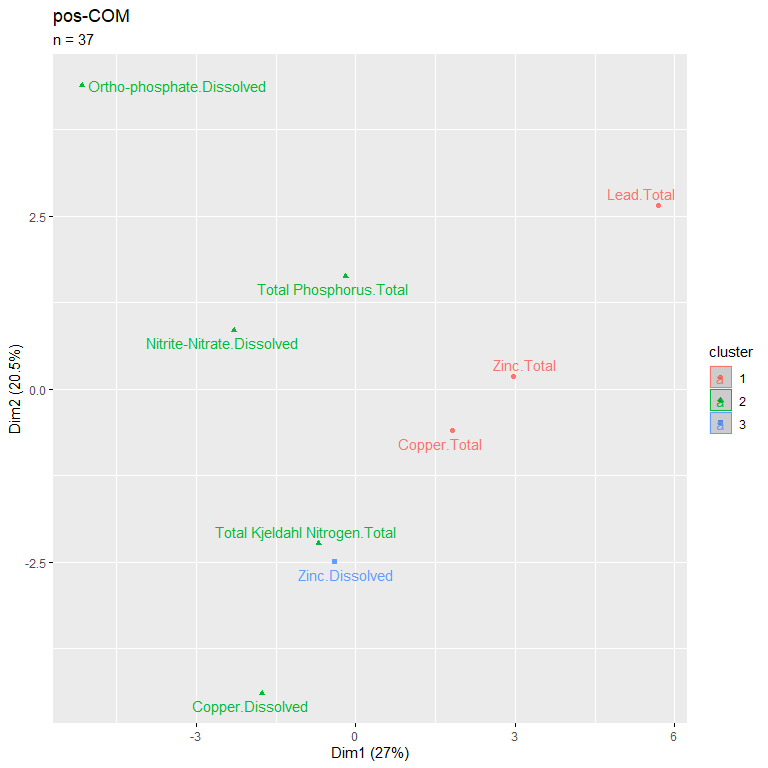 pos-COM
n = 37
Ortho-phosphate.Dissolved
Lead.Total
2.5
Total Phosphorus.Total
Nitrite-Nitrate.Dissolved
cluster
Zinc.Total
1
0.0
2
Dim2 (20.5%)
3
Copper.Total
Total Kjeldahl Nitrogen.Total
-2.5
Zinc.Dissolved
Copper.Dissolved
-3
0
3
6
Dim1 (27%)